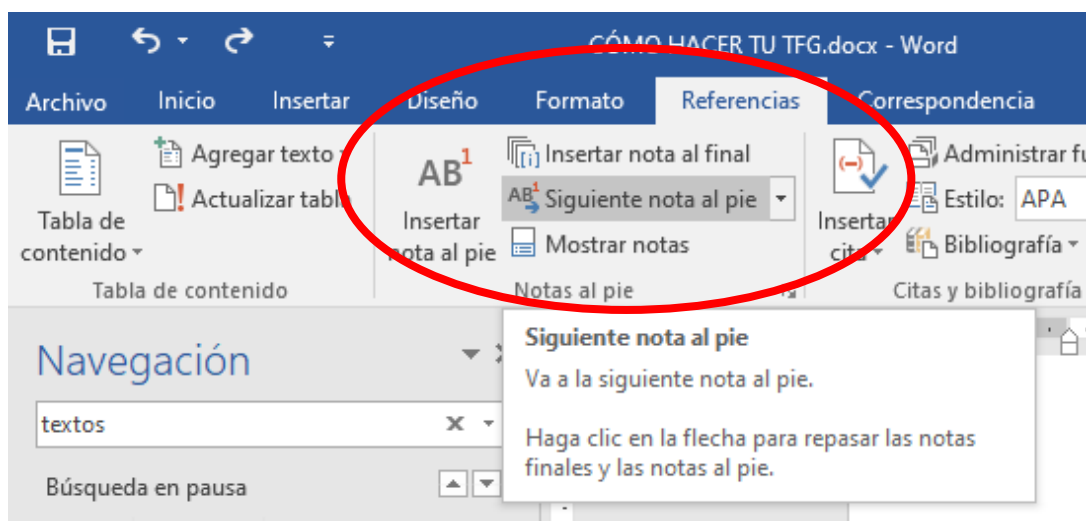 CÓMO HACER TU TFG.docx - Word
Archivo Inicio Insertar Diseño Formato Referencias Correspondencia
Tabla de
contenido
Agregar texto
Actualizar tabla
Tabla de contenido
AB1
Insertar
nota al pie
[i] Insertar nota al final
AB1 Siguiente nota al pie
Mostrar notas
Notas al pie
(-)
Insertar
cita
Administrar fu
Estilo: APA
Bibliografía
Citas y bibliografía
Siguiente nota al pie
Va a la siguiente nota al pie.
Haga clic en la flecha para repasar las notas
finales y las notas al pie.
Navegación
textos
Búsqueda en pausa